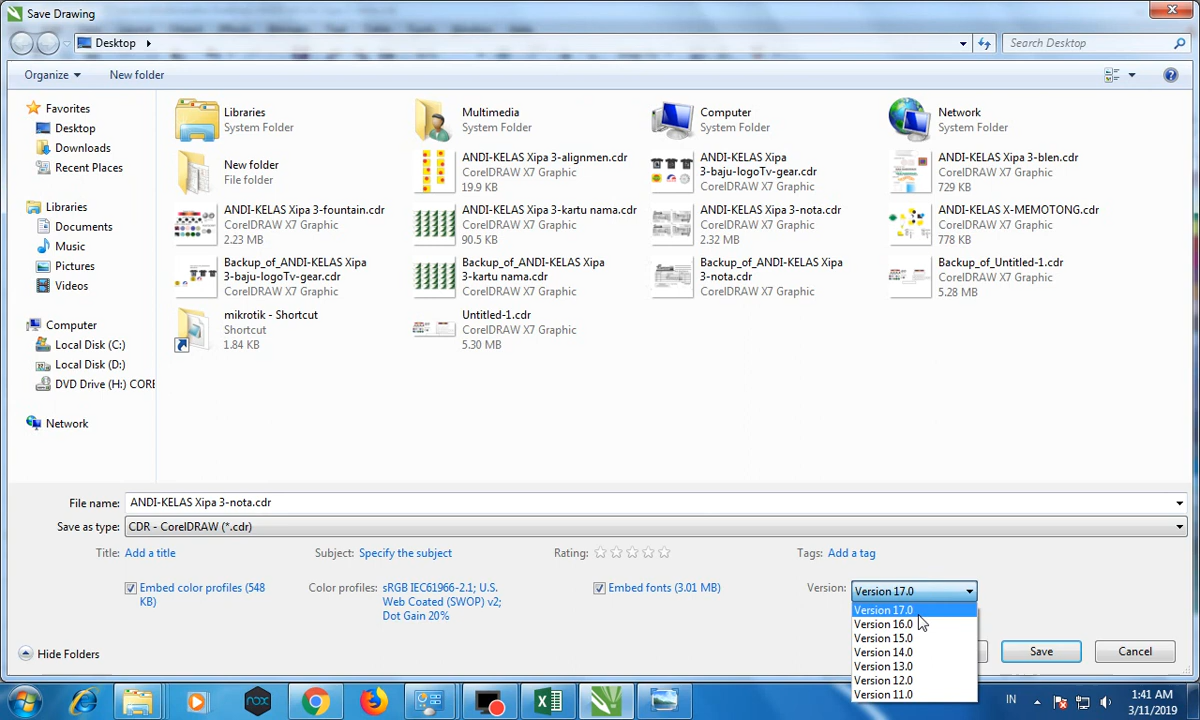 Save Drawing
Desktop
Search Desktop
Organize
New folder
Favorites
Desktop
Downloads
Recent Places
Libraries
Documents
Music
Pictures
Videos
Computer
Local Disk (C:)
Local Disk (D:)
DVD Drive (H:) CORE
Network
Libraries
System Folder
Multimedia
System Folder
Computer
System Folder
Network
System Folder
New folder
File folder
ANDI-KELAS Xipa 3-alignmen.cdr
CorelDRAW X7 Graphic
19.9 KB
ANDI-KELAS Xipa
3-baju-logoTv-gear.cdr
CorelDRAW X7 Graphic
ANDI-KELAS Xipa 3-blen.cdr
CorelDRAW X7 Graphic
729 KB
ANDI-KELAS Xipa 3-fountain.cdr
CorelDRAW X7 Graphic
2.23 MB
ANDI-KELAS Xipa 3-kartu nama.cdr
CorelDRAW X7 Graphic
90.5 KB
ANDI-KELAS Xipa 3-nota.cdr
CorelDRAW X7 Graphic
2.32 MB
ANDI-KELAS X-MEMOTONG.cdr
CorelDRAW X7 Graphic
778 KB
Backup_of_ANDI-KELAS Xipa
3-baju-logoTv-gear.cdr
CorelDRAW X7 Graphic
Backup_of_ANDI-KELAS Xipa
3-kartu nama.cdr
CorelDRAW X7 Graphic
Backup_of_ANDI-KELAS Xipa
3-nota.cdr
CorelDRAW X7 Graphic
Backup_of_Untitled-1.cdr
CorelDRAW X7 Graphic
5.28 MB
mikrotik - Shortcut
Shortcut
1.84 KB
Untitled-1.cdr
CorelDRAW X7 Graphic
5.30 MB
File name: ANDI-KELAS Xipa 3-nota.cdr
Save as type: CDR - CorelDRAW (*.cdr)
Title: Add a title
Subject: Specify the subject
Rating:
Tags: Add a tag
Embed color profiles (548
KB)
Color profiles: sRGB IEC61966-2.1; U.S.
Web Coated (SWOP) v2;
Dot Gain 20%
Embed fonts (3.01 MB)
Version: Version 17.0
Version 17.0
Version 16.0
Version 15.0
Version 14.0
Version 13.0
Version 12.0
Version 11.0
Hide Folders
Save
Cancel
nox
IN
1:41 AM
3/11/2019